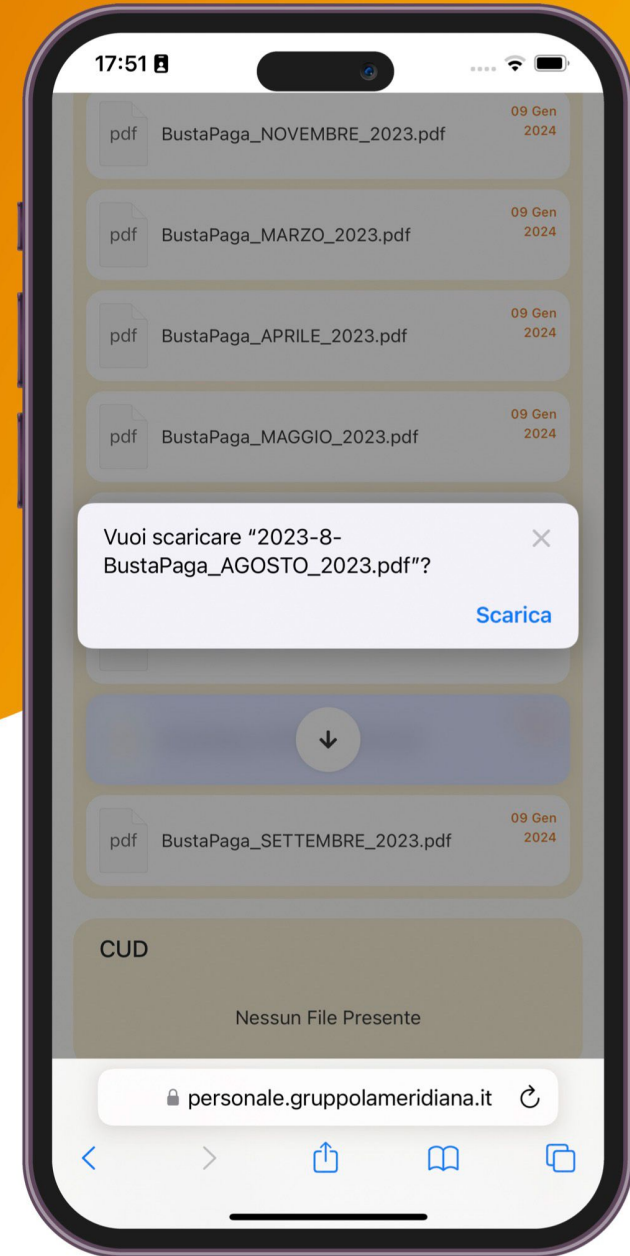 17:51
09 Gen
pdf BustaPaga_NOVEMBRE_2023.pdf 2024
09 Gen
pdf BustaPaga_MARZO_2023.pdf 2024
09 Gen
pdf BustaPaga_APRILE_2023.pdf 2024
09 Gen
pdf BustaPaga_MAGGIO_2023.pdf 2024
Vuoi scaricare “2023-8-
BustaPaga_AGOSTO_2023.pdf”?
Scarica
09 Gen
pdf BustaPaga_SETTEMBRE_2023.pdf 2024
CUD
Nessun File Presente
personale.gruppolameridiana.it